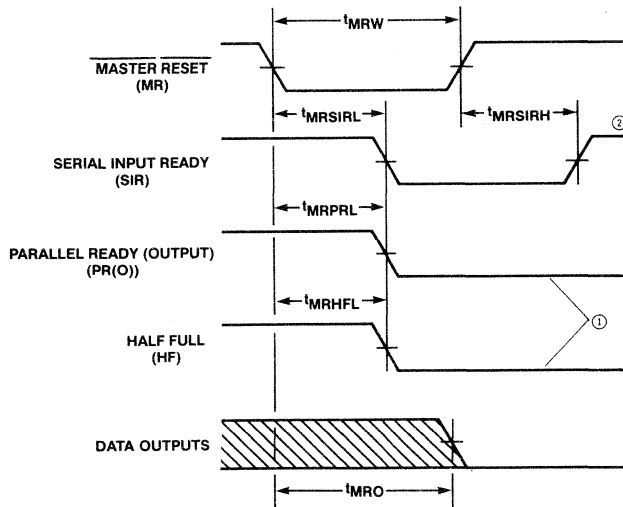 tMRW
MASTER RESET
(MR)
tMRSIRL
tMRSIRH
②
SERIAL INPUT READY
(SIR)
tMRPRL
PARALLEL READY (OUTPUT)
(PR(O))
tMRHFL
①
HALF FULL
(HF)
DATA OUTPUTS
tMRO